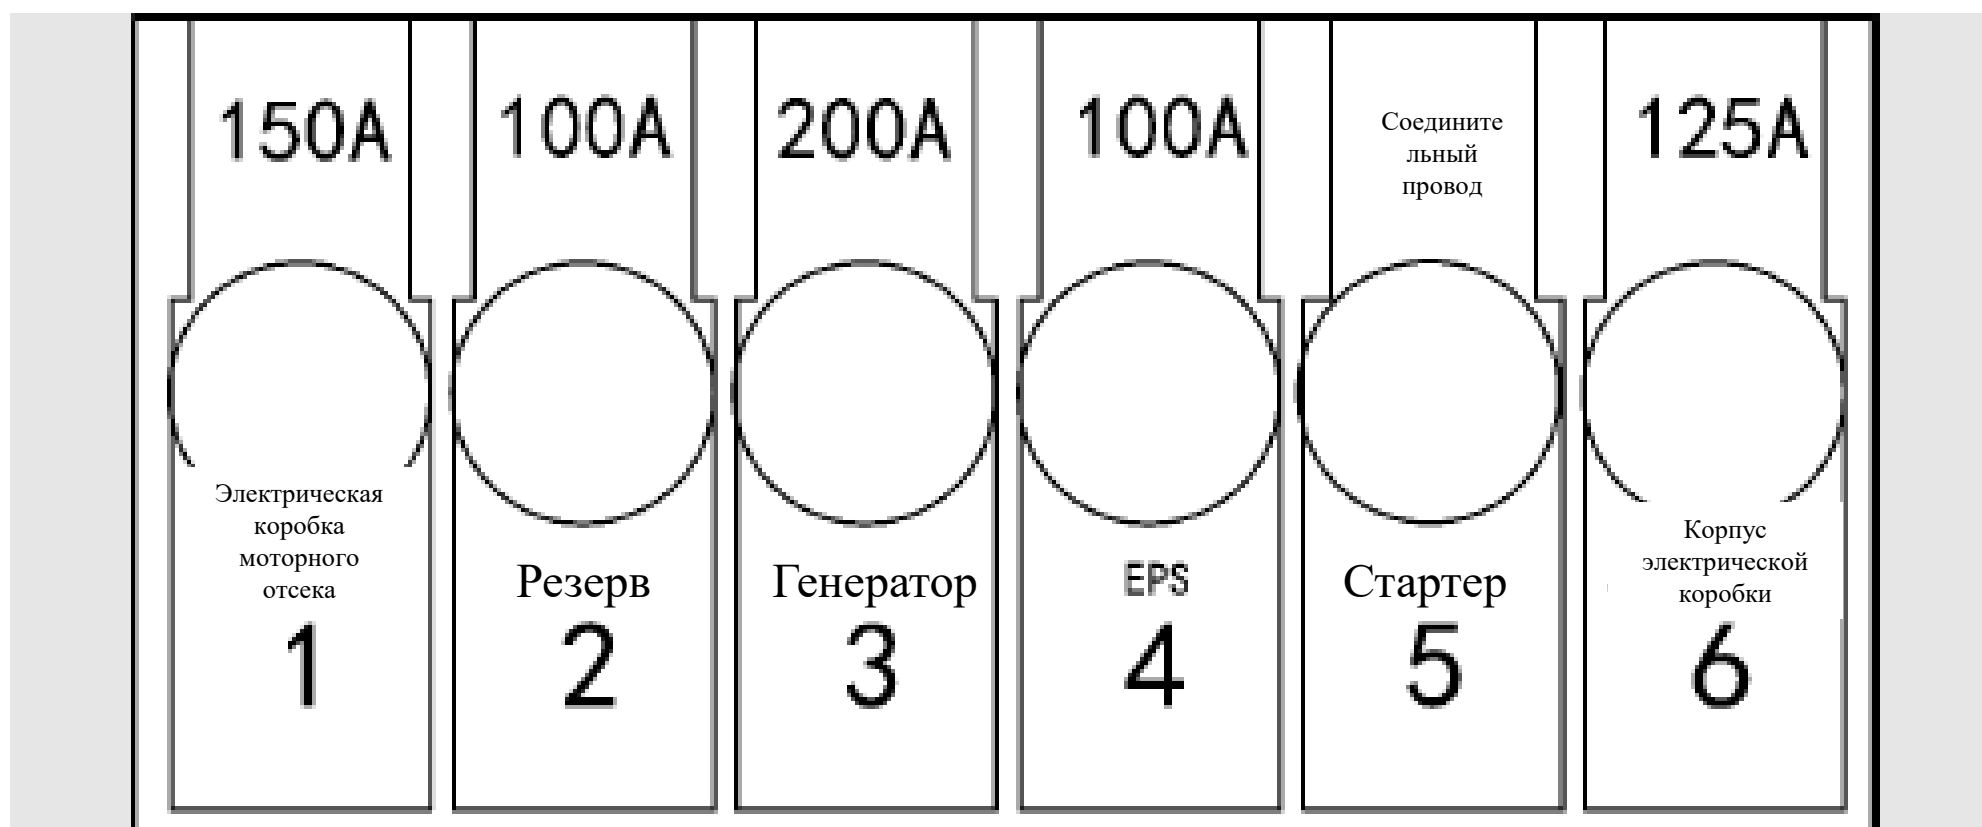 150A
100A
200A
100A
Соедините
льный
провод
125A
Электрическая
коробка
моторного
отсека
1
Резерв
2
Генератор
3
EPS
4
Стартер
5
Корпус
электрической
коробки
6